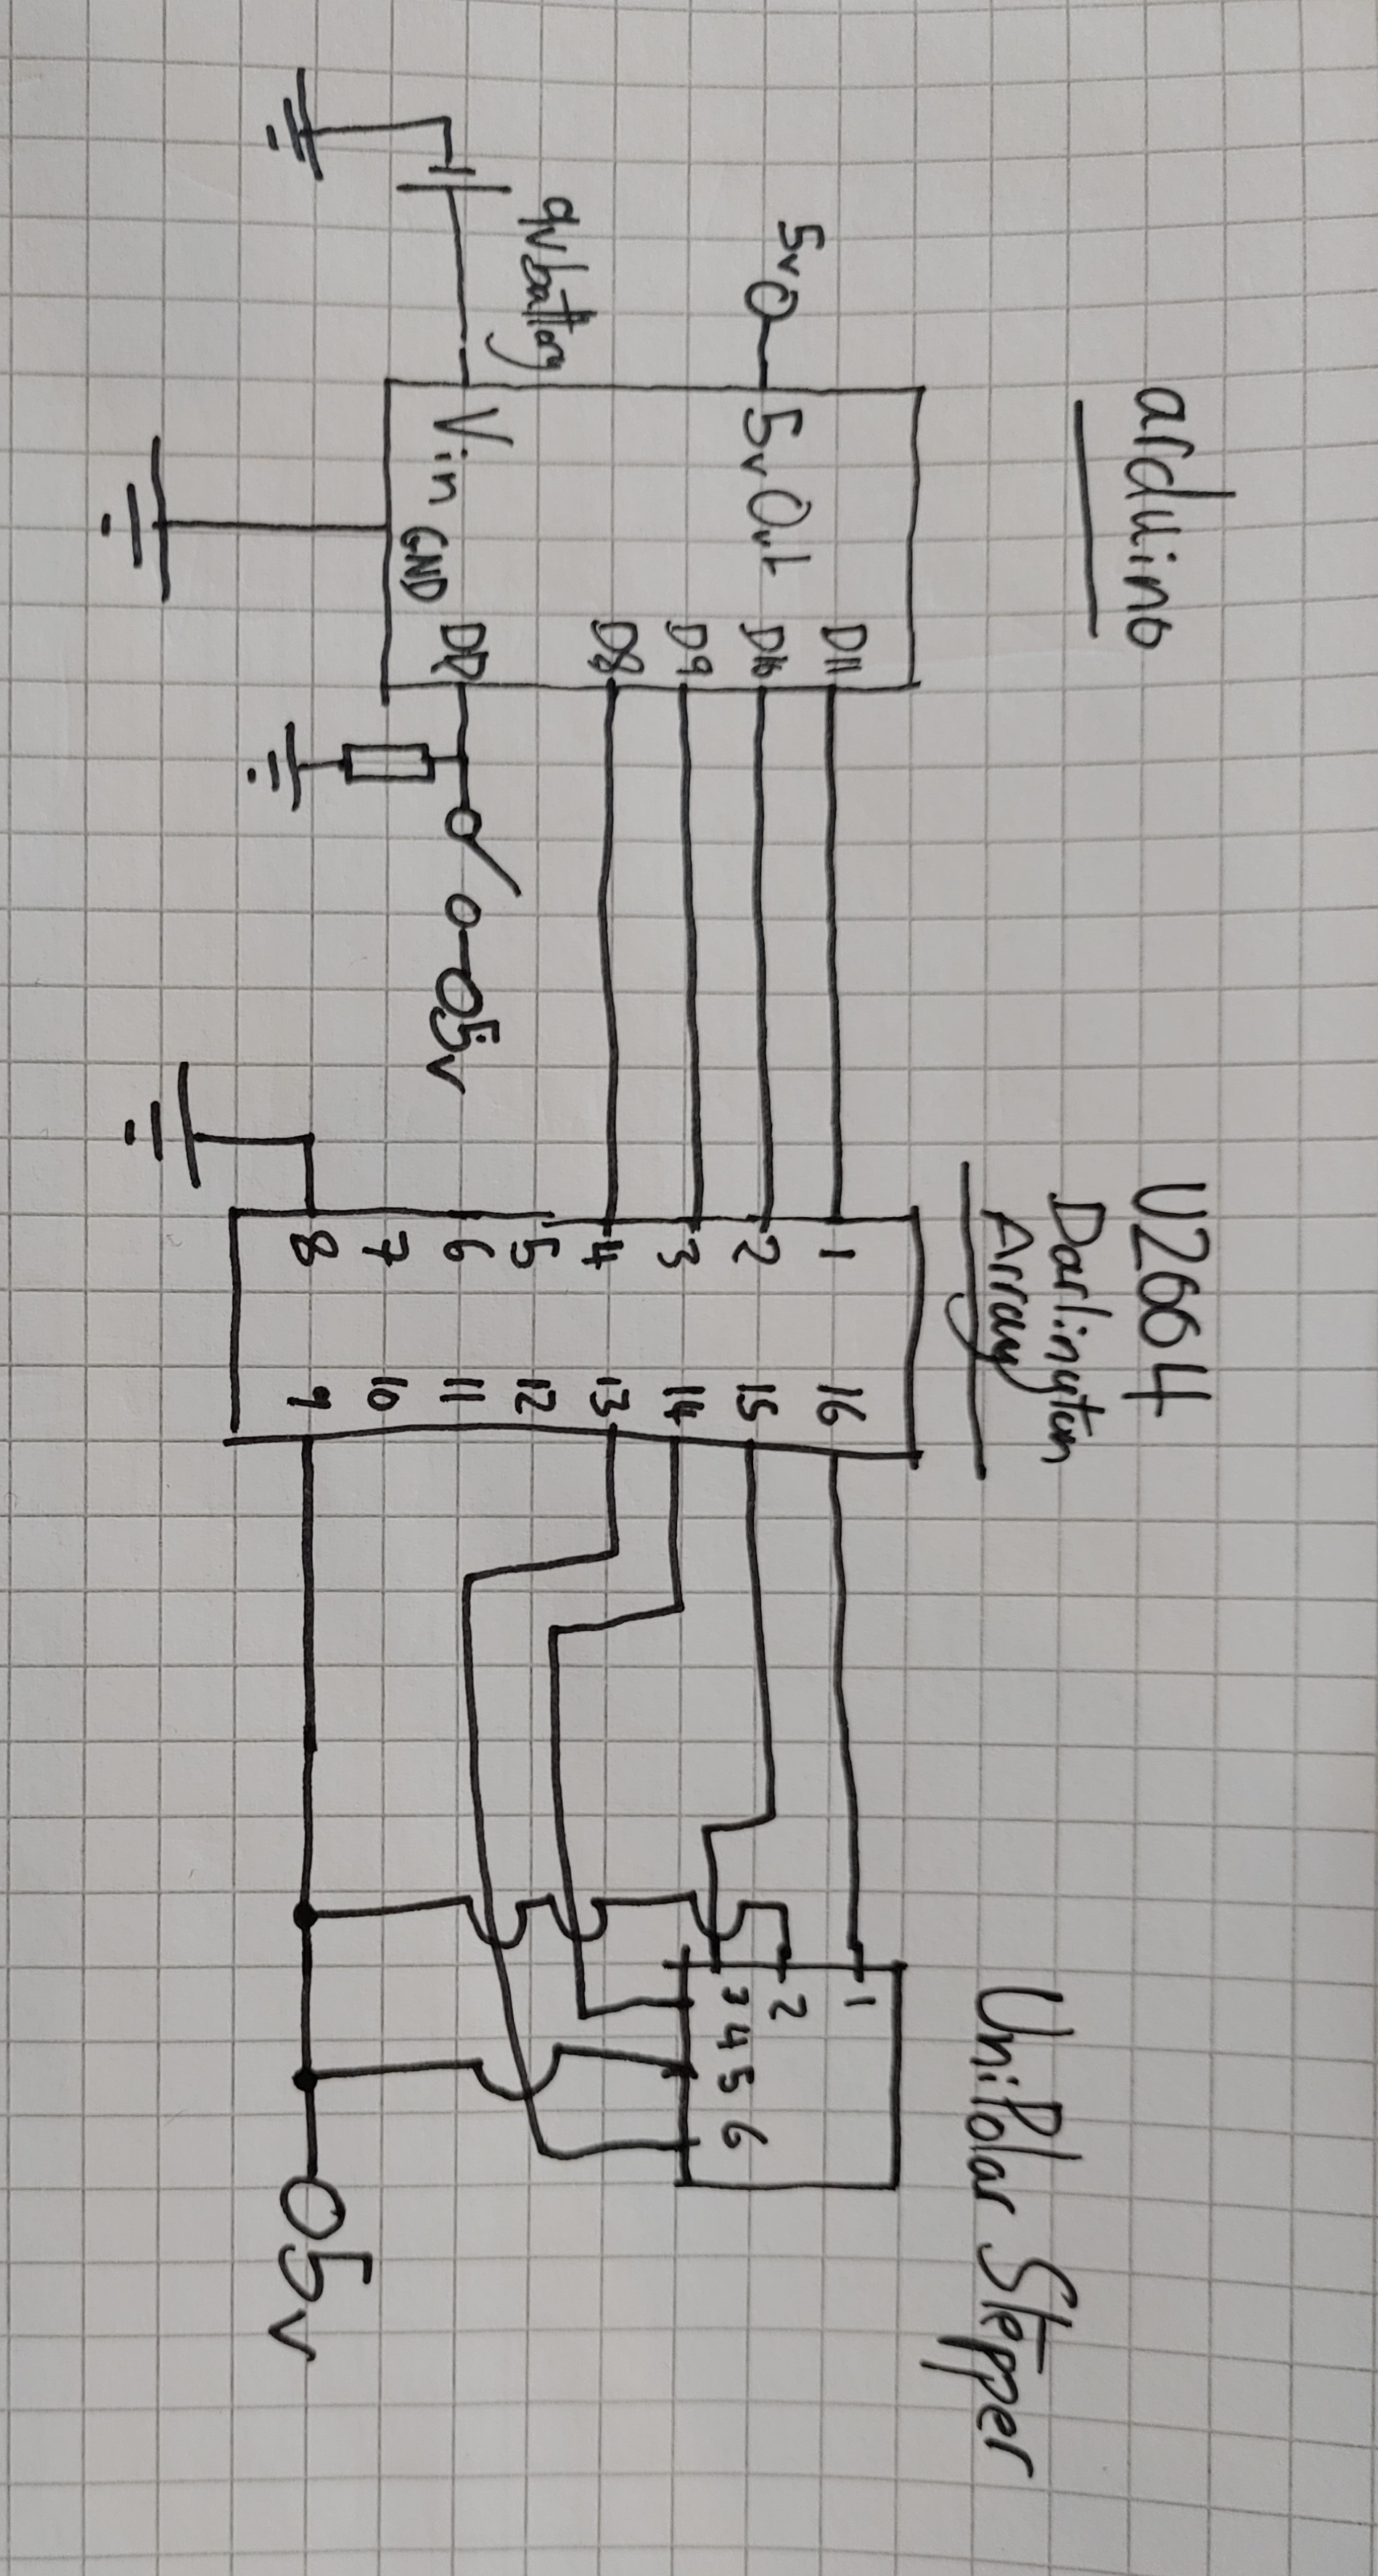 arduino
U2004
Darlington
Array
UniPolar Stepper
5v
5v Out
D11
D10
D9
D8
9v battery
Vin
GND
5v
1 16
2 15
3 14
4 13
5 12
6 11
7 10
8 9
1
2
3
4 5 6
5v